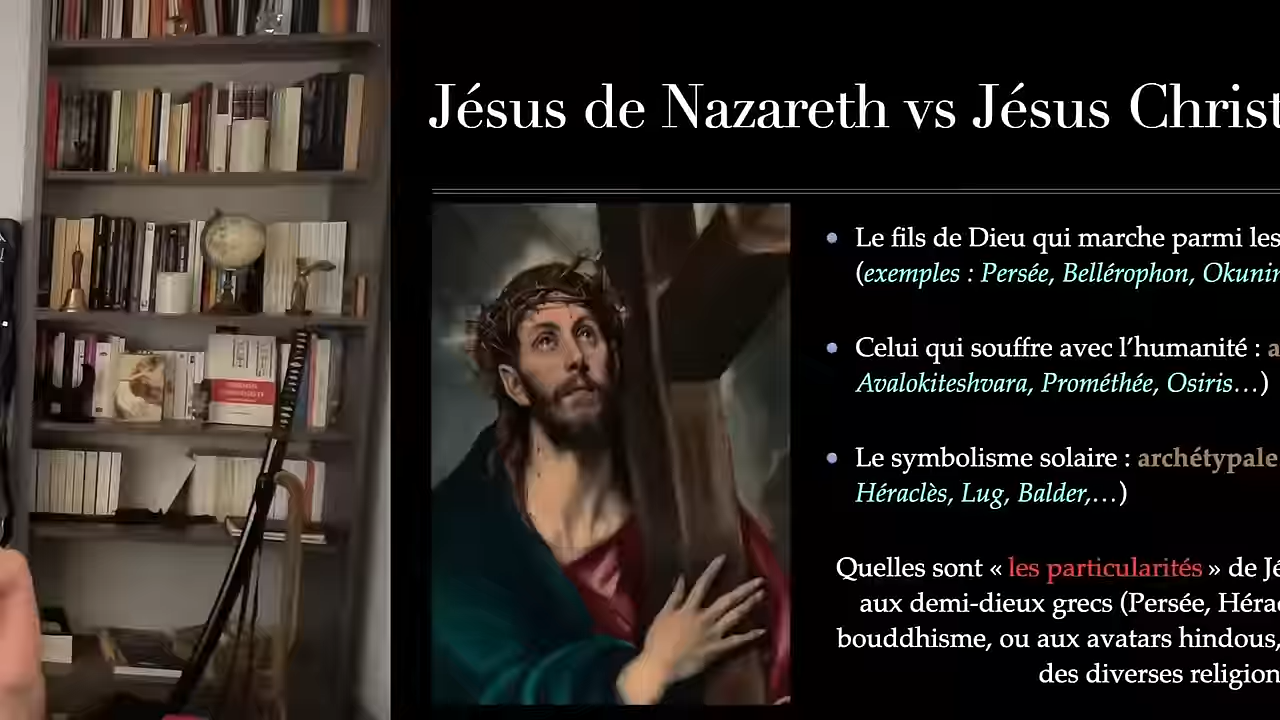 Jésus de Nazareth vs Jésus Christ
Le fils de Dieu qui marche parmi les
(exemples : Persée, Bellérophon,
Celui qui souffre avec l’humanité :
Avalokiteshvara, Prométhée, Osiris…)
Le symbolisme solaire : archétypale
Héraclès, Lug, Balder,…)
Quelles sont « les particularités » de
aux demi-dieux grecs (Persée,
bouddhisme, ou aux avatars hindous,
des diverses